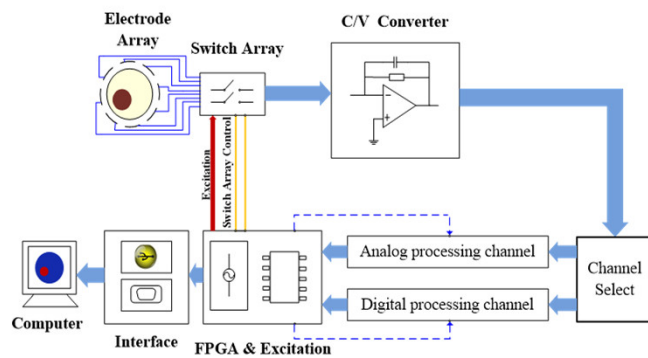 Electrode
Array
Switch Array
C/V Converter
Excitation
Switch Array Control
Analog processing channel
Digital processing channel
Channel
Select
Computer
Interface
FPGA & Excitation